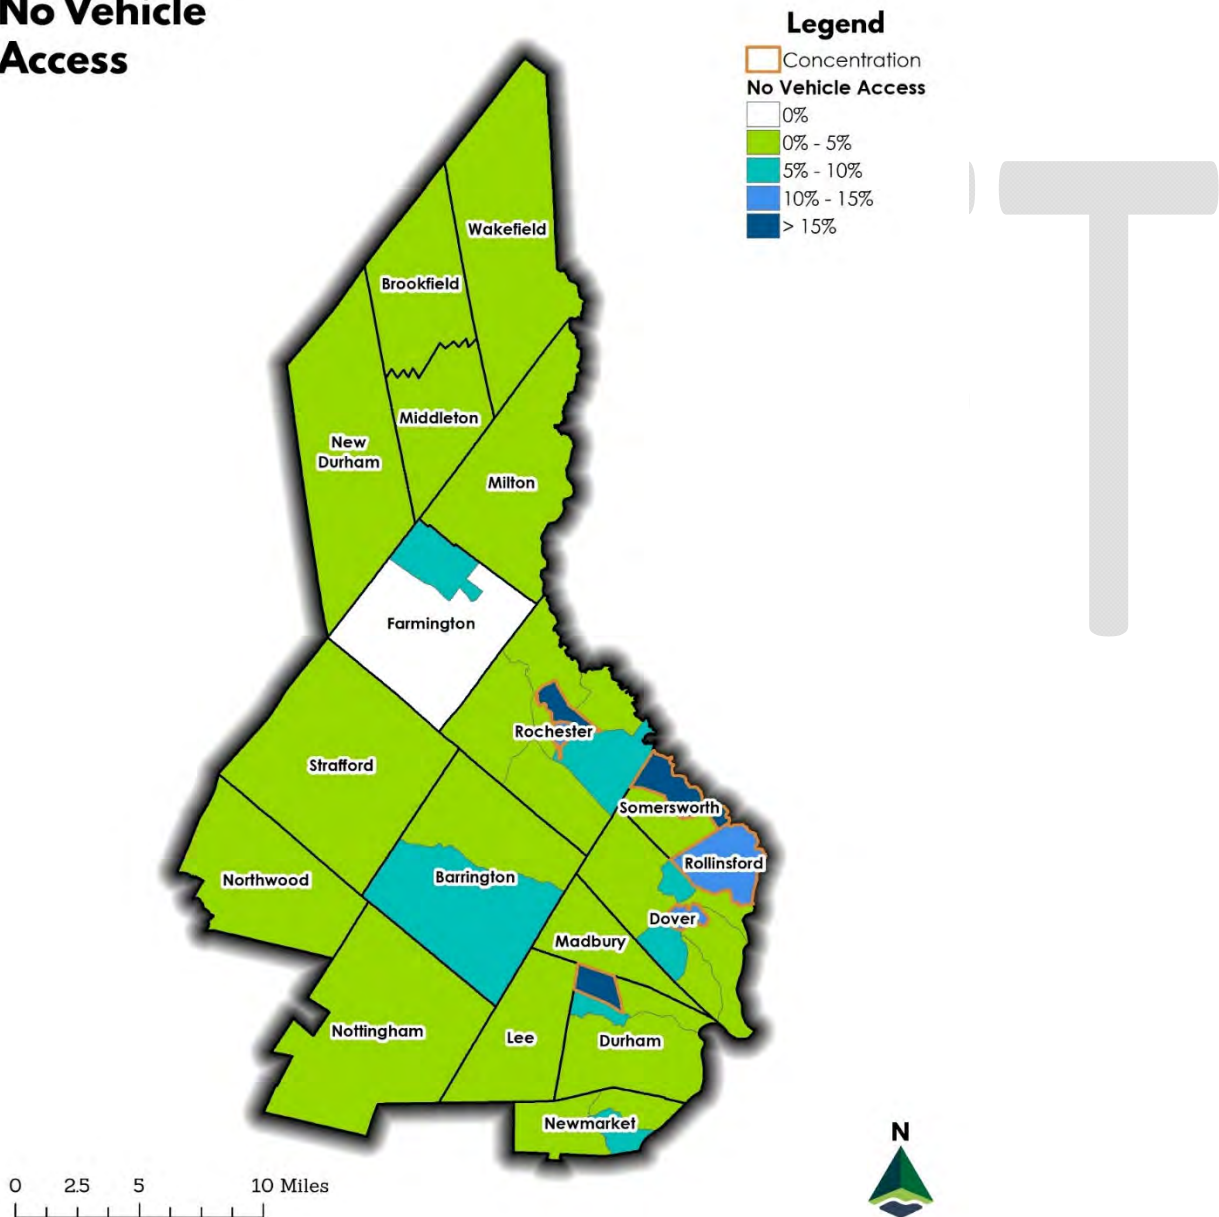 No Vehicle
Access
Legend
Concentration
No Vehicle Access
0%
0% - 5%
5% - 10%
10% - 15%
> 15%
T
Wakefield
Brookfield
Middleton
New
Durham
Milton
Farmington
Rochester
Strafford
Somersworth
Rollinsford
Barrington
Northwood
Dover
Madbury
Nottingham
Lee
Durham
Newmarket
N
0 2.5 5 10 Miles